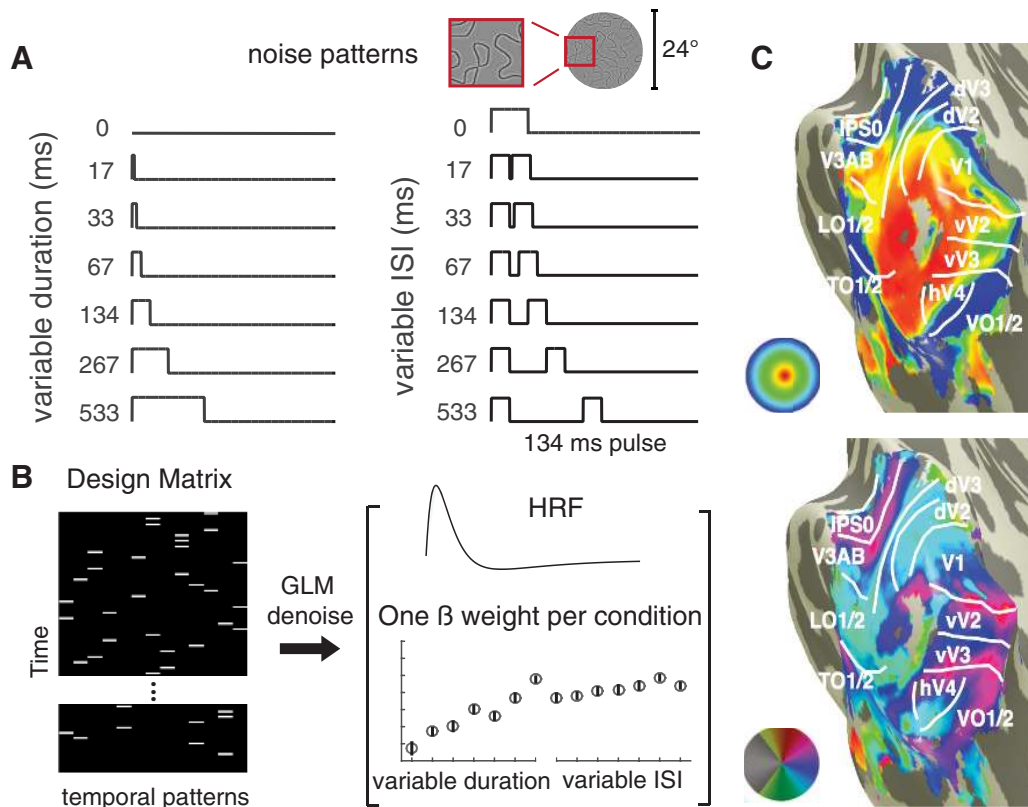 A
noise patterns
24°
variable duration (ms)
0
17
33
67
134
267
533
variable ISI (ms)
0
17
33
67
134
267
533
134 ms pulse
B
Design Matrix
Time
temporal patterns
GLM
denoise
HRF
One ß weight per condition
variable duration
variable ISI
C
dV3
dV2
IPS0
V3AB
V1
LO1/2
vV2
vV3
TO1/2
hV4
VO1/2
dV3
dV2
IPS0
V3AB
V1
LO1/2
vV2
vV3
TO1/2
hV4
VO1/2